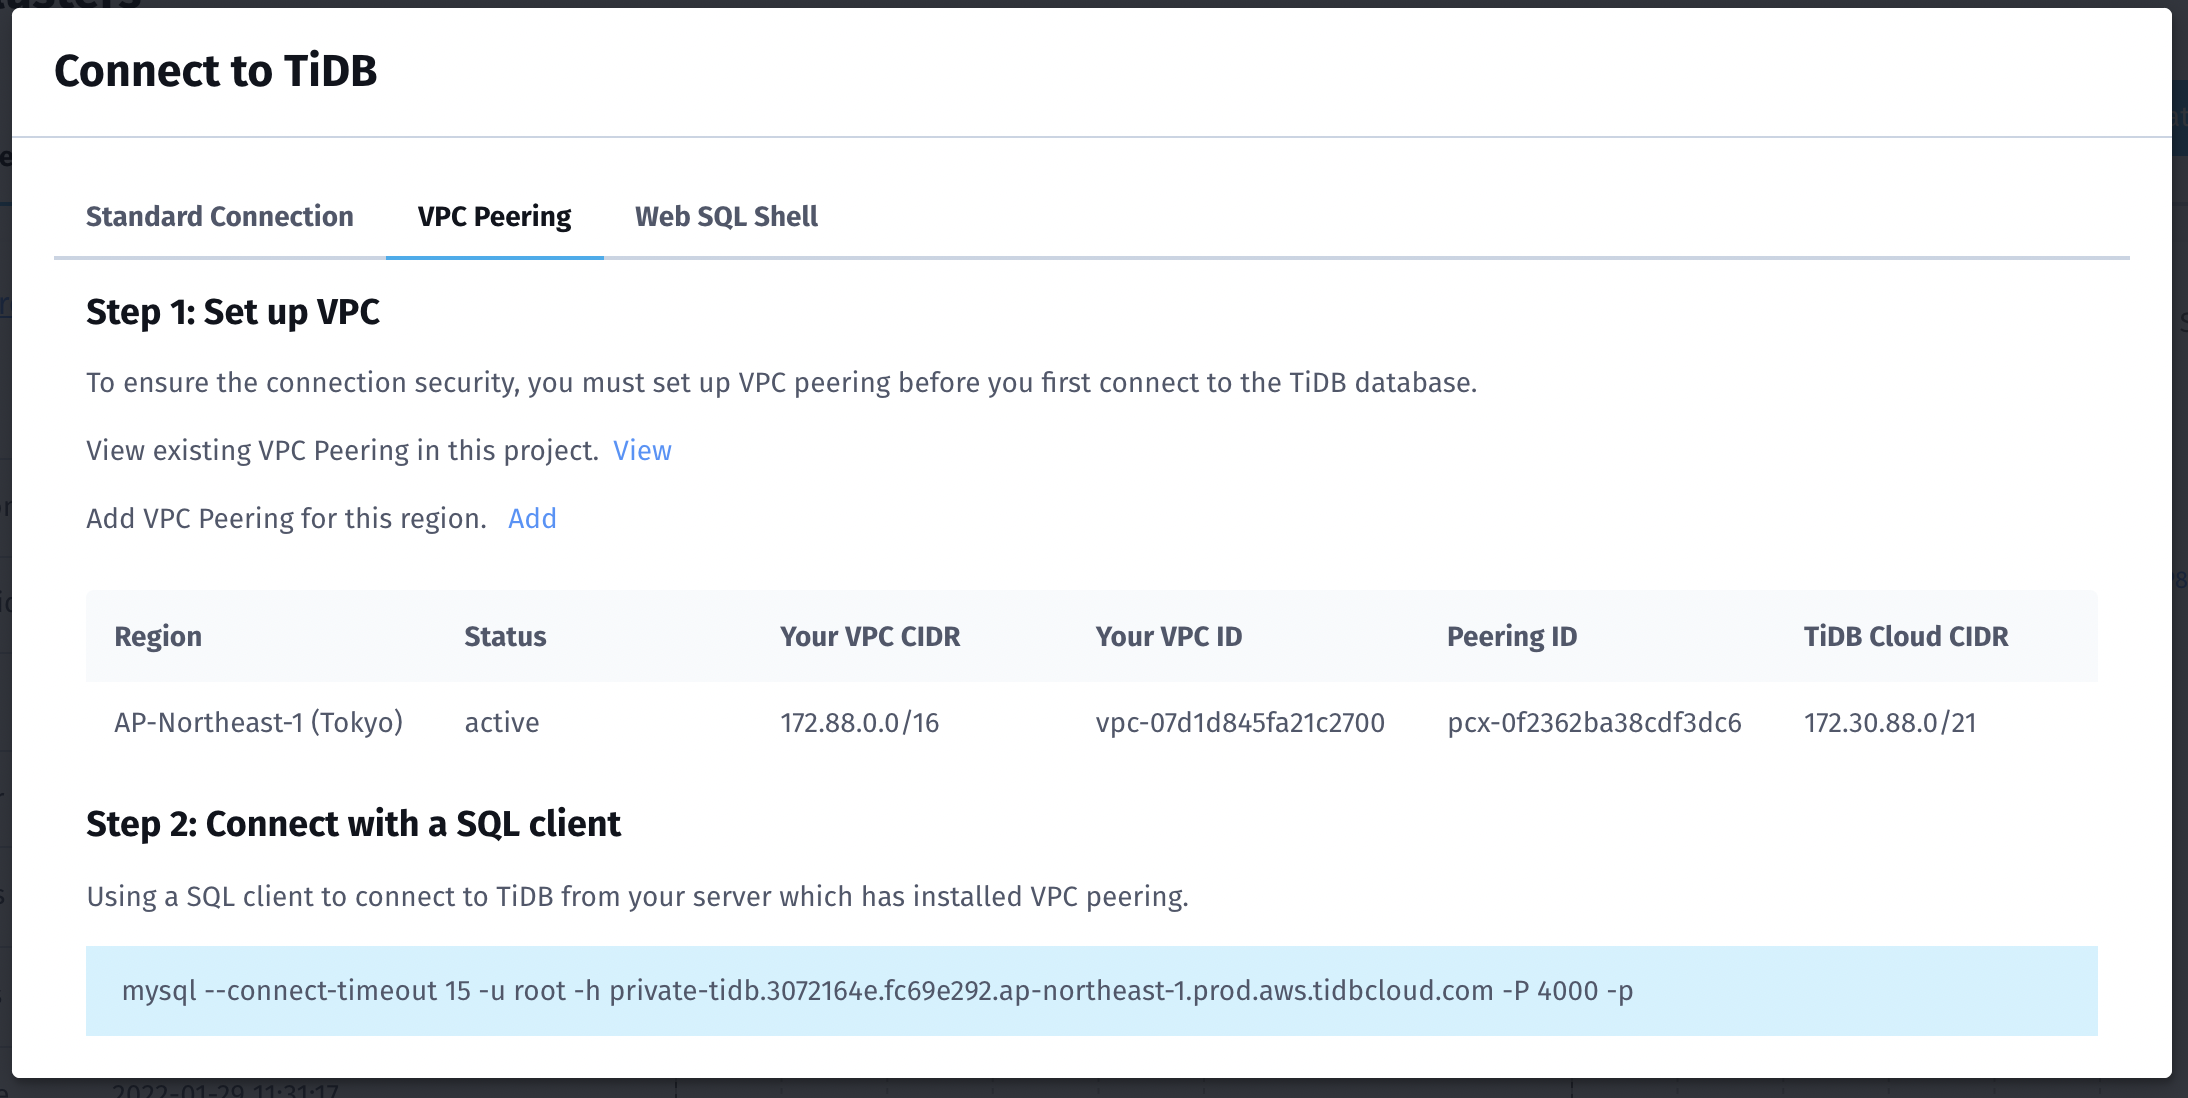 Connect to TiDB
Standard Connection VPC Peering Web SQL Shell
Step 1: Set up VPC
To ensure the connection security, you must set up VPC peering before you first connect to the TiDB database.
View existing VPC Peering in this project. View
Add VPC Peering for this region. Add
Region Status Your VPC CIDR Your VPC ID Peering ID TiDB Cloud CIDR
AP-Northeast-1 (Tokyo) active 172.88.0.0/16 vpc-07d1d845fa21c2700 pcx-0f2362ba38cdf3dc6 172.30.88.0/21
Step 2: Connect with a SQL client
Using a SQL client to connect to TiDB from your server which has installed VPC peering.
mysql --connect-timeout 15 -u root -h private-tidb.3072164e.fc69e292.ap-northeast-1.prod.aws.tidbcloud.com -P 4000 -p
2022-01-29 11:31:17